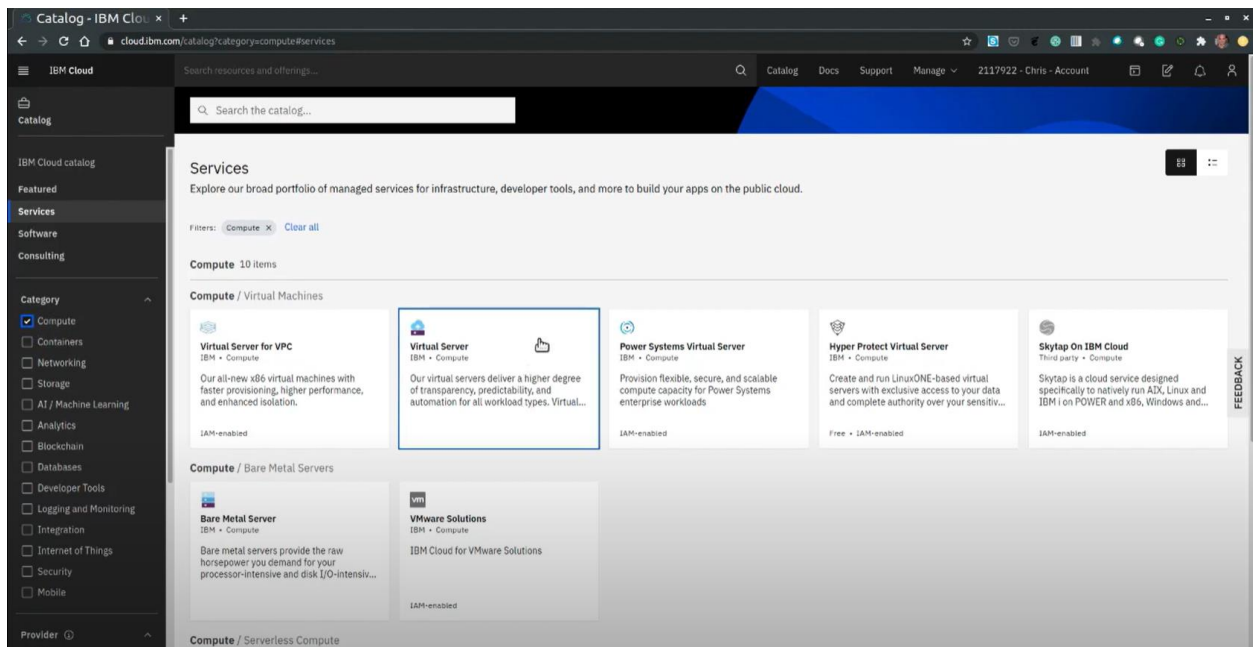 Catalog - IBM Clou
cloud.ibm.com/catalog?category=compute#services
IBM Cloud
Search resources and offerings...
Catalog
Docs
Support
Manage
2117922 - Chris - Account
Catalog
Search the catalog...
IBM Cloud catalog
Featured
Services
Software
Consulting
Category
Compute
Containers
Networking
Storage
AI / Machine Learning
Analytics
Blockchain
Databases
Developer Tools
Logging and Monitoring
Integration
Internet of Things
Security
Mobile
Provider
Services
Explore our broad portfolio of managed services for infrastructure, developer tools, and more to build your apps on the public cloud.
Filters: Compute × Clear all
Compute 10 items
Compute / Virtual Machines
Virtual Server for VPC
IBM • Compute
Our all-new x86 virtual machines with
faster provisioning, higher performance,
and enhanced isolation.
IAM-enabled
Virtual Server
IBM • Compute
Our virtual servers deliver a higher degree
of transparency, predictability, and
automation for all workload types. Virtual...
Power Systems Virtual Server
IBM • Compute
Provision flexible, secure, and scalable
compute capacity for Power Systems
enterprise workloads
IAM-enabled
Hyper Protect Virtual Server
IBM • Compute
Create and run LinuxONE-based virtual
servers with exclusive access to your data
and complete authority over your sensitiv...
Free • IAM-enabled
Skytap On IBM Cloud
Third party • Compute
Skytap is a cloud service designed
specifically to natively run AIX, Linux and
IBM i on POWER and x86, Windows and...
IAM-enabled
FEEDBACK
Compute / Bare Metal Servers
Bare Metal Server
IBM • Compute
Bare metal servers provide the raw
horsepower you demand for your
processor-intensive and disk I/O-intensiv...
vm
VMware Solutions
IBM • Compute
IBM Cloud for VMware Solutions
IAM-enabled
Compute / Serverless Compute